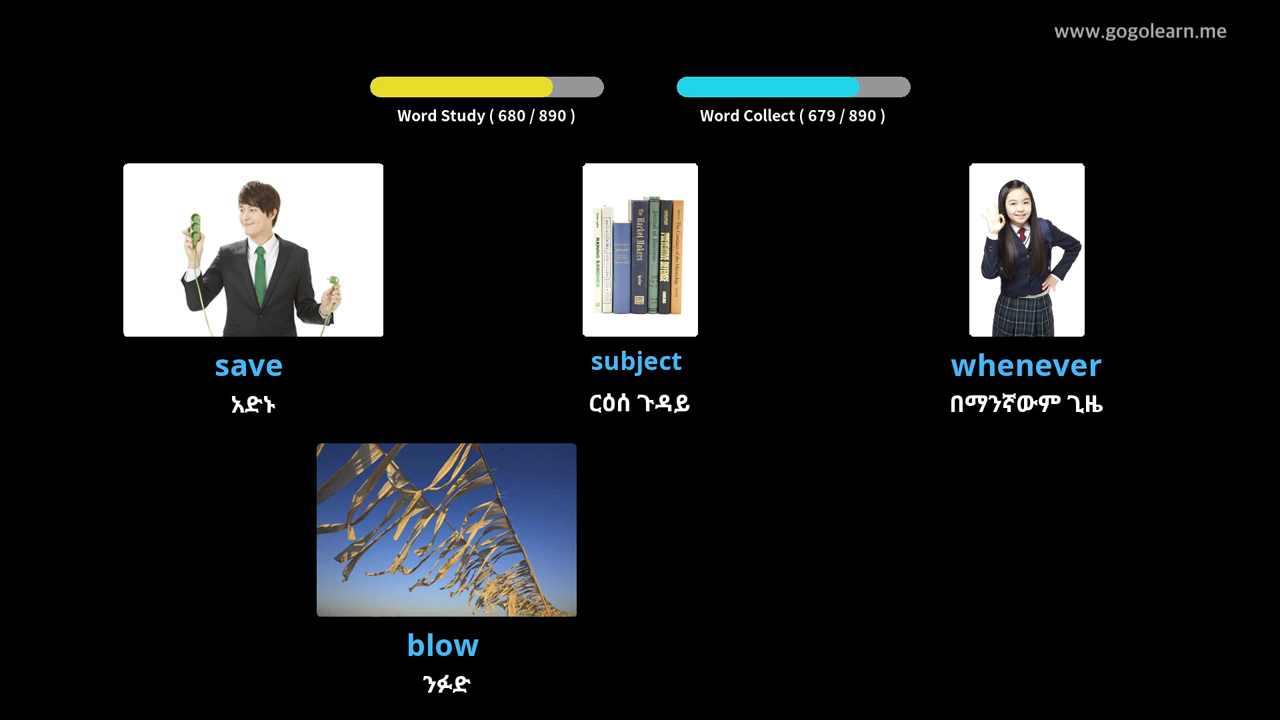 www.gogolearn.me
Word Study ( 680 / 890 )
Word Collect ( 679 / 890 )
save
subject
whenever
አድኑ
ርዕሰ ጉዳይ
በማንኛውም ጊዜ
blow
ንፉድ